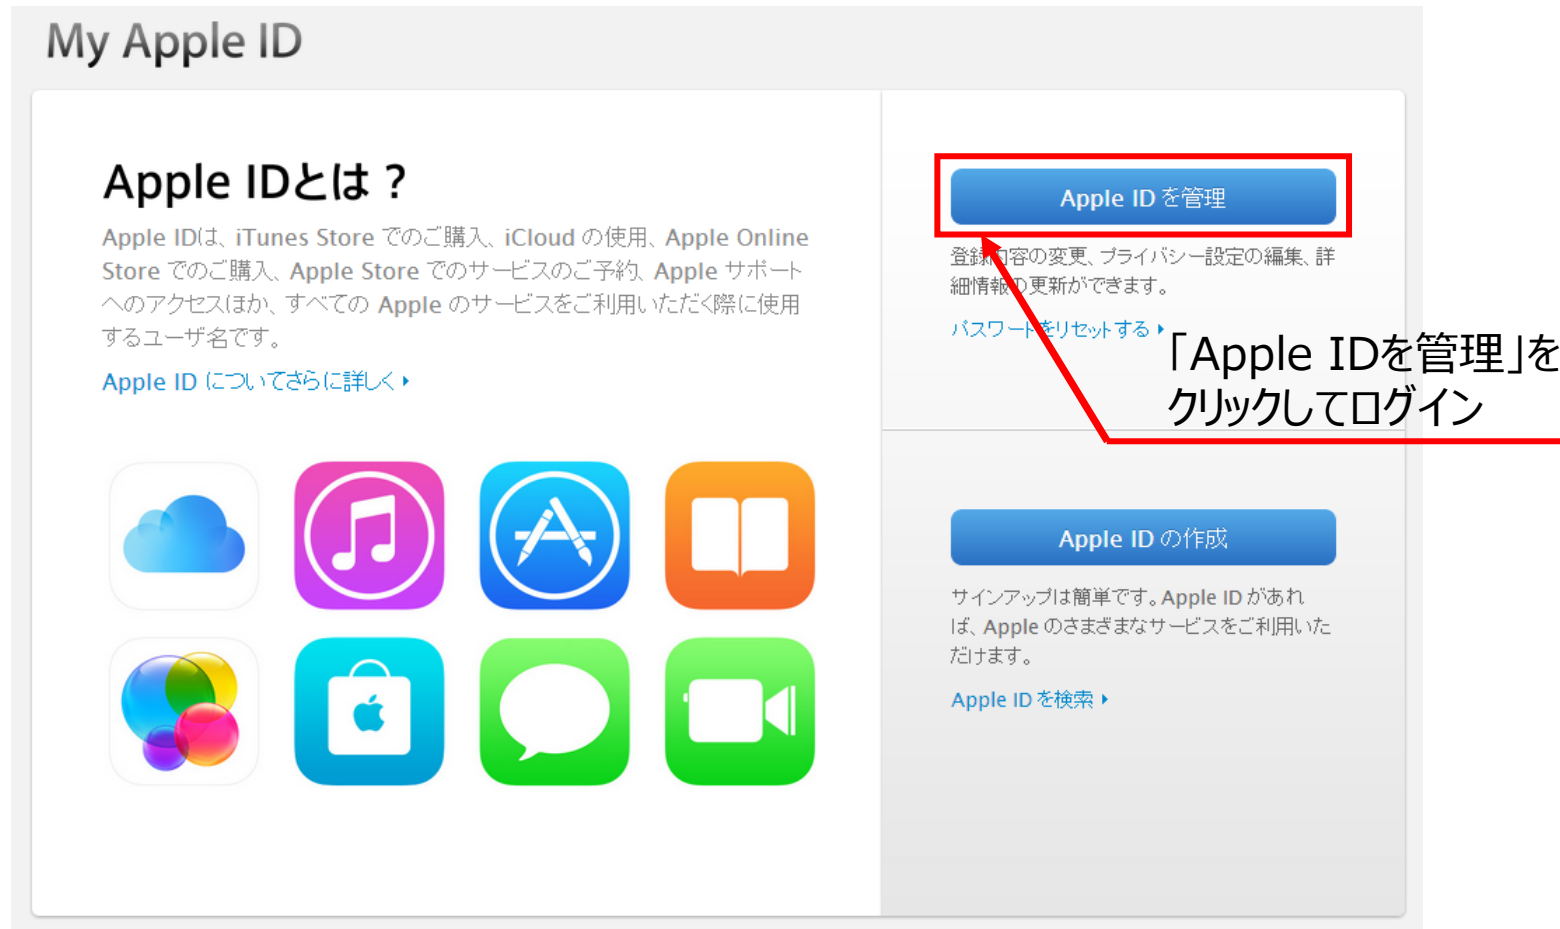 My Apple ID
Apple IDとは？
Apple IDは、iTunes Store でのご購入、iCloud の使用、Apple Online
Store でのご購入、Apple Store でのサービスのご予約、Apple サポート
へのアクセスほか、すべての Apple のサービスをご利用いただく際に使用
するユーザ名です。
Apple ID についてさらに詳しく
Apple ID を管理
登録内容の変更、プライバシー設定の編集、詳
細情報の更新ができます。
パスワードをリセットする
「Apple IDを管理」を
クリックしてログイン
Apple ID の作成
サインアップは簡単です。Apple ID があれ
ば、Apple のさまざまなサービスをご利用いた
だけます。
Apple ID を検索